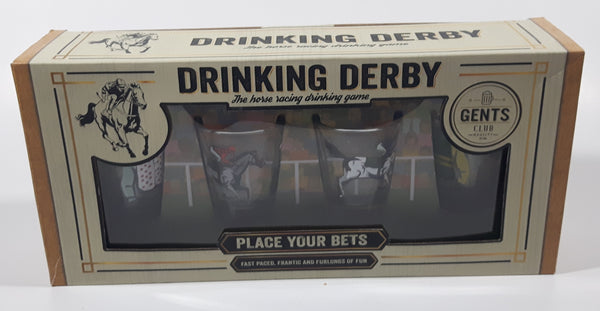 DRINKING DERBY
The horse racing drinking game
DRINKING DERBY
The horse racing drinking game
GENTS
CLUB
PLACE YOUR BETS
FAST PACED, FRANTIC AND FURLONGS OF FUN